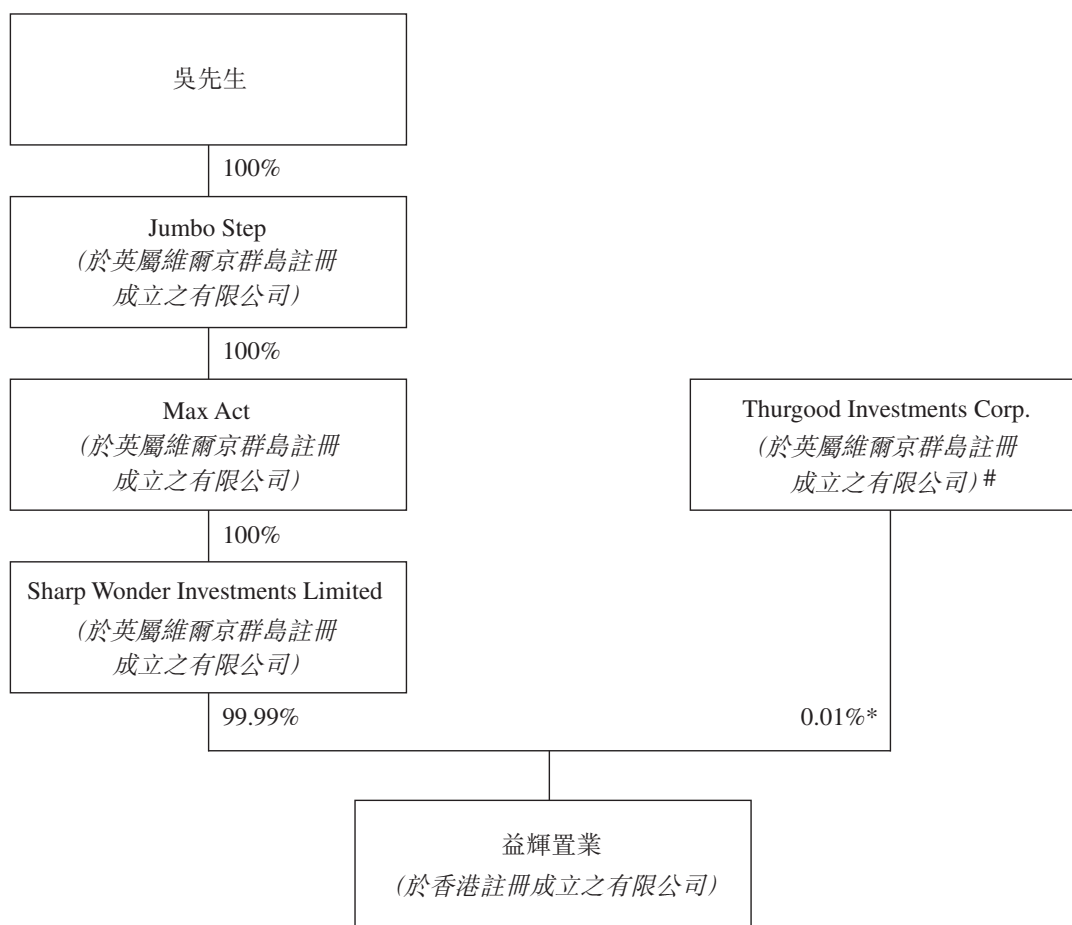 吳先生
100%
Jumbo Step
(於英屬維爾京群島註冊
成立之有限公司)
100%
Max Act
(於英屬維爾京群島註冊
成立之有限公司)
Thurgood Investments Corp.
(於英屬維爾京群島註冊
成立之有限公司)#
100%
Sharp Wonder Investments Limited
(於英屬維爾京群島註冊
成立之有限公司)
99.99%
0.01%*
益輝置業
(於香港註冊成立之有限公司)